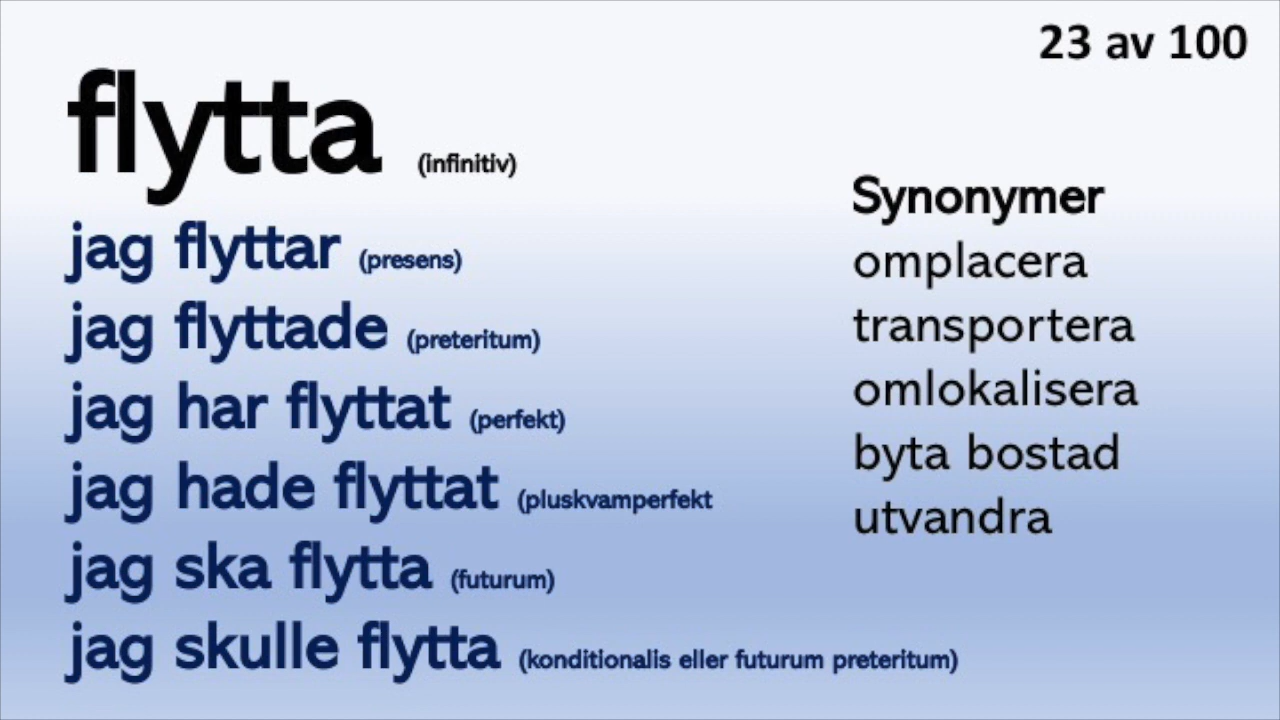 23 av 100
flytta (infinitiv)
jag flyttar (presens)
jag flyttade (preteritum)
jag har flyttat (perfekt)
jag hade flyttat (pluskvamperfekt
jag ska flytta (futurum)
jag skulle flytta (konditionalis eller futurum preteritum)
Synonymer
omplacera
transportera
omlokalisera
byta bostad
utvandra